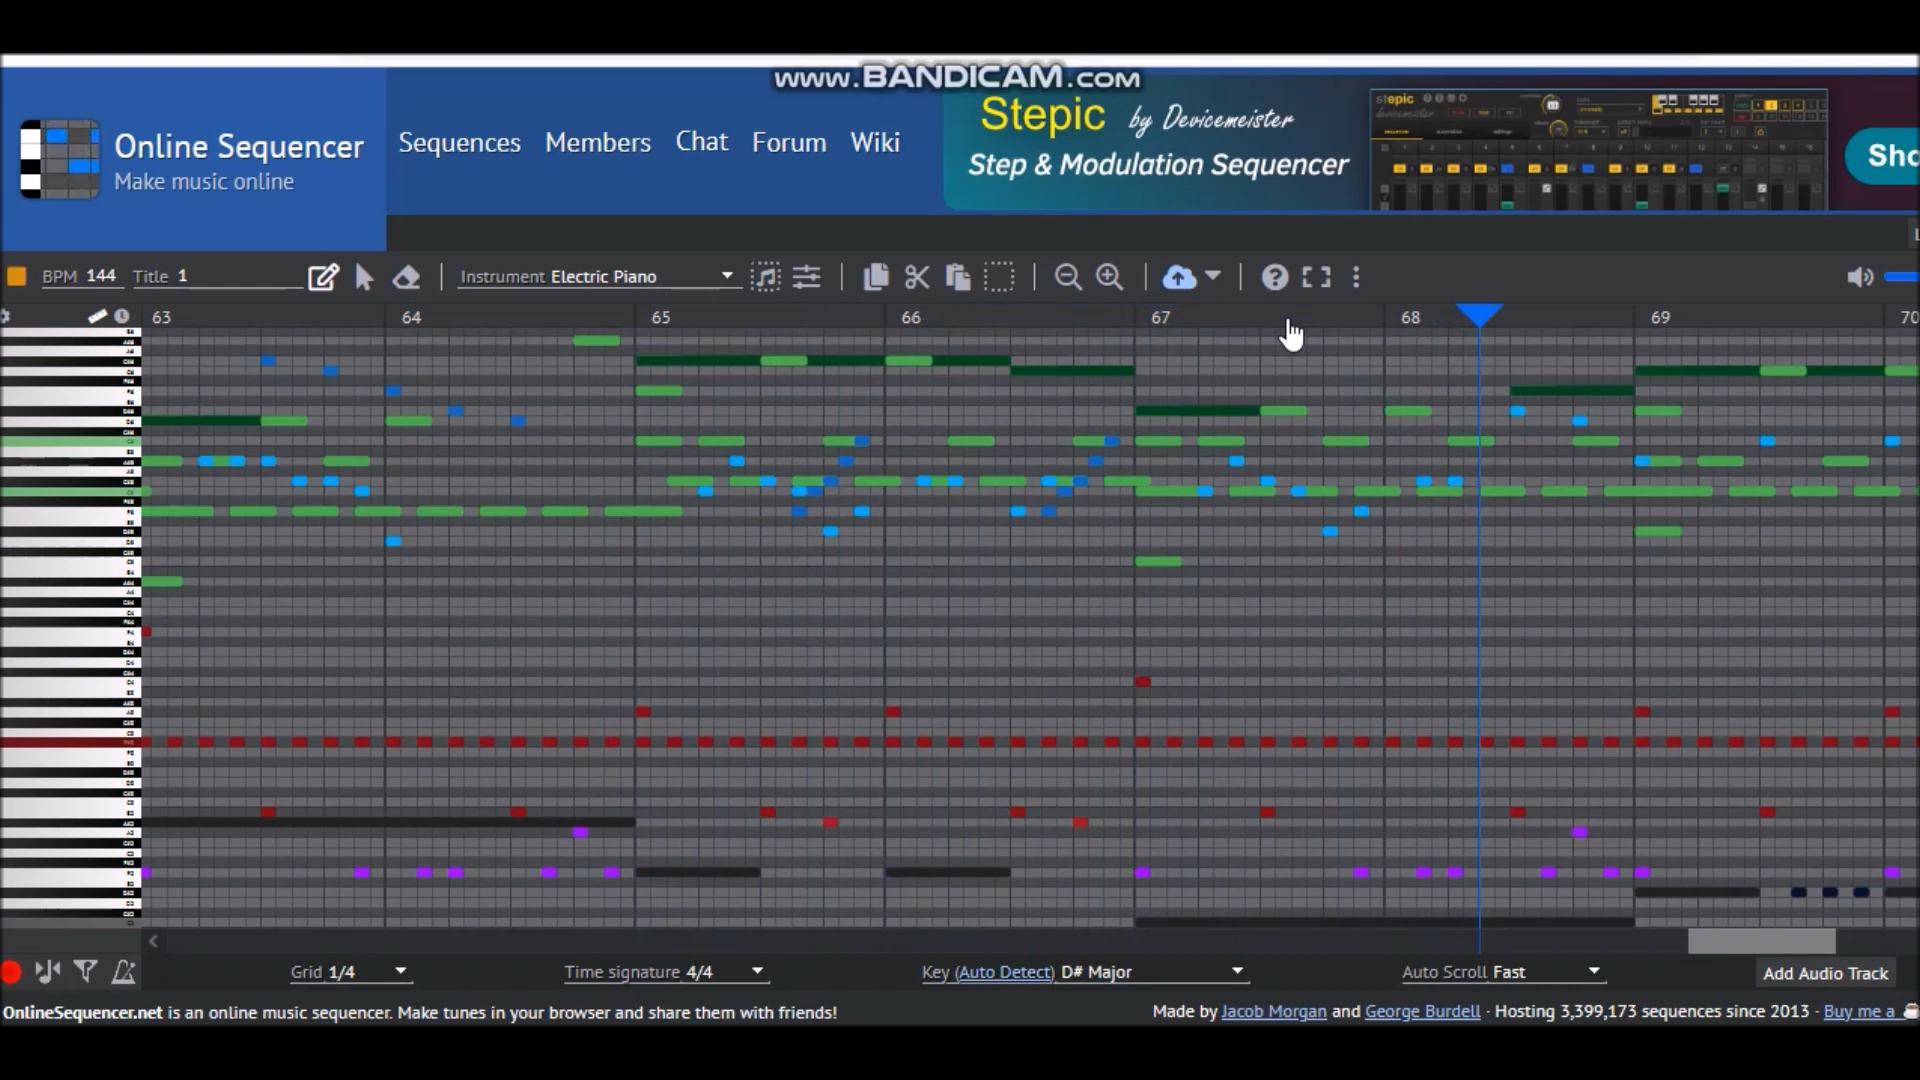 www.BANDICAM.com
Online Sequencer
Make music online
Sequences Members Chat Forum Wiki
Stepic by Devicemeister
Step & Modulation Sequencer
stepic
BPM 144 Title 1
Instrument Electric Piano
63 64 65 66 67 68 69 70
Grid 1/4
Time signature 4/4
Key (Auto Detect) D# Major
Auto Scroll Fast
Add Audio Track
OnlineSequencer.net is an online music sequencer. Make tunes in your browser and share them with friends!
Made by Jacob Morgan and George Burdell · Hosting 3,399,173 sequences since 2013 · Buy me a